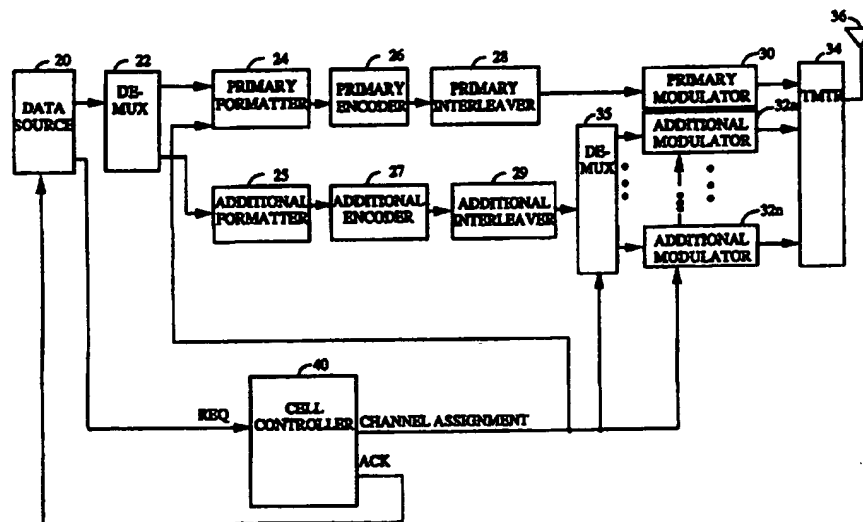 20
DATA
SOURCE
22
DE-
MUX
24
PRIMARY
FORMATTER
26
PRIMARY
ENCODER
28
PRIMARY
INTERLEAVER
30
PRIMARY
MODULATOR
32a
ADDITIONAL
MODULATOR
34
TMTR
36
25
ADDITIONAL
FORMATTER
27
ADDITIONAL
ENCODER
29
ADDITIONAL
INTERLEAVER
35
DE-
MUX
32n
ADDITIONAL
MODULATOR
40
CELL
CONTROLLER
REQ
CHANNEL ASSIGNMENT
ACK